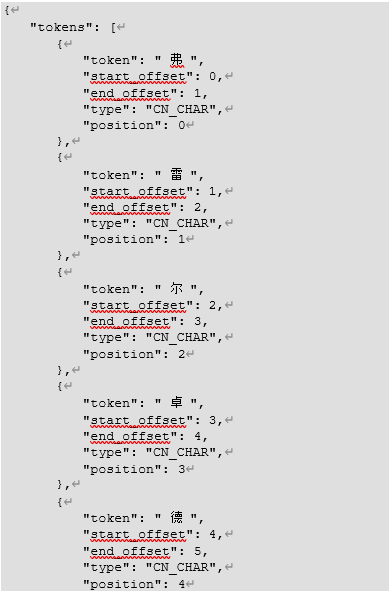 {
"tokens": [
{
"token": " 弗 ",
"start_offset": 0,
"end_offset": 1,
"type": "CN_CHAR",
"position": 0
},
{
"token": " 雷 ",
"start_offset": 1,
"end_offset": 2,
"type": "CN_CHAR",
"position": 1
},
{
"token": " 尔 ",
"start_offset": 2,
"end_offset": 3,
"type": "CN_CHAR",
"position": 2
},
{
"token": " 卓 ",
"start_offset": 3,
"end_offset": 4,
"type": "CN_CHAR",
"position": 3
},
{
"token": " 德 ",
"start_offset": 4,
"end_offset": 5,
"type": "CN_CHAR",
"position": 4